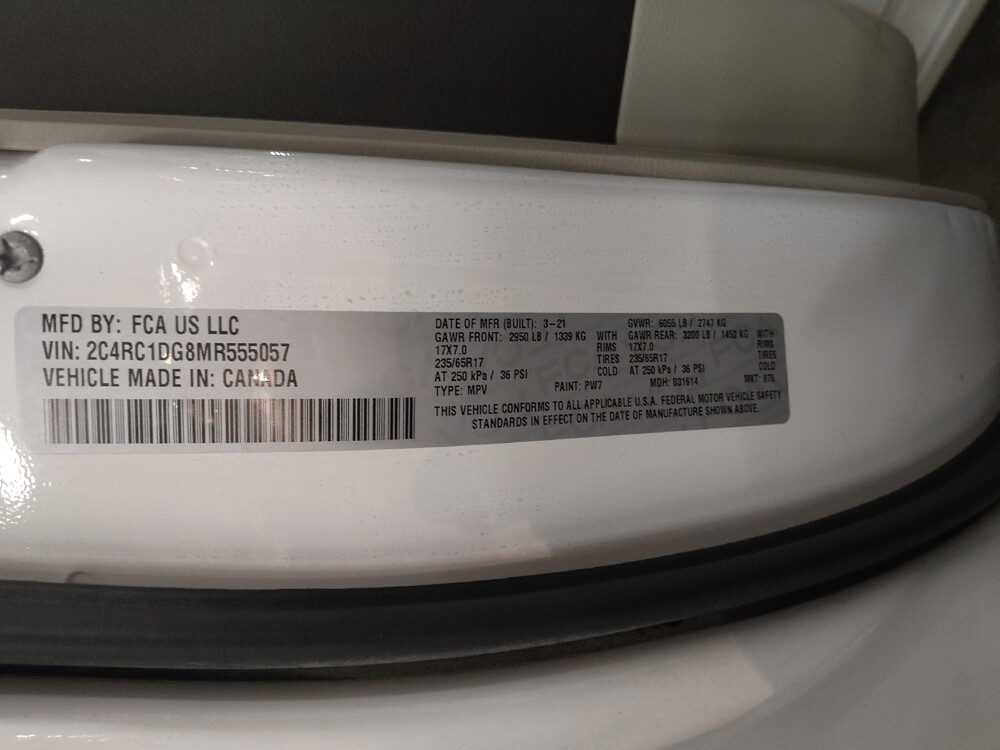 MFD BY: FCA US LLC
VIN: 2C4RC1DG8MR555057
VEHICLE MADE IN: CANADA
DATE OF MFR (BUILT): 3-21 GVWR: 6055 LB / 2747 KG
GAWR FRONT: 2950 LB / 1339 KG WITH GAWR REAR: 3200 LB / 1452 KG WITH
17X7.0 RIMS 17X7.0 RIMS
235/65R17 TIRES 235/65R17 TIRES
AT 250 kPa / 36 PSI COLD AT 250 kPa / 36 PSI COLD
TYPE: MPV PAINT: PW7 MDH: 031614 MKT: 875
THIS VEHICLE CONFORMS TO ALL APPLICABLE U.S.A. FEDERAL MOTOR VEHICLE SAFETY
STANDARDS IN EFFECT ON THE DATE OF MANUFACTURE SHOWN ABOVE.